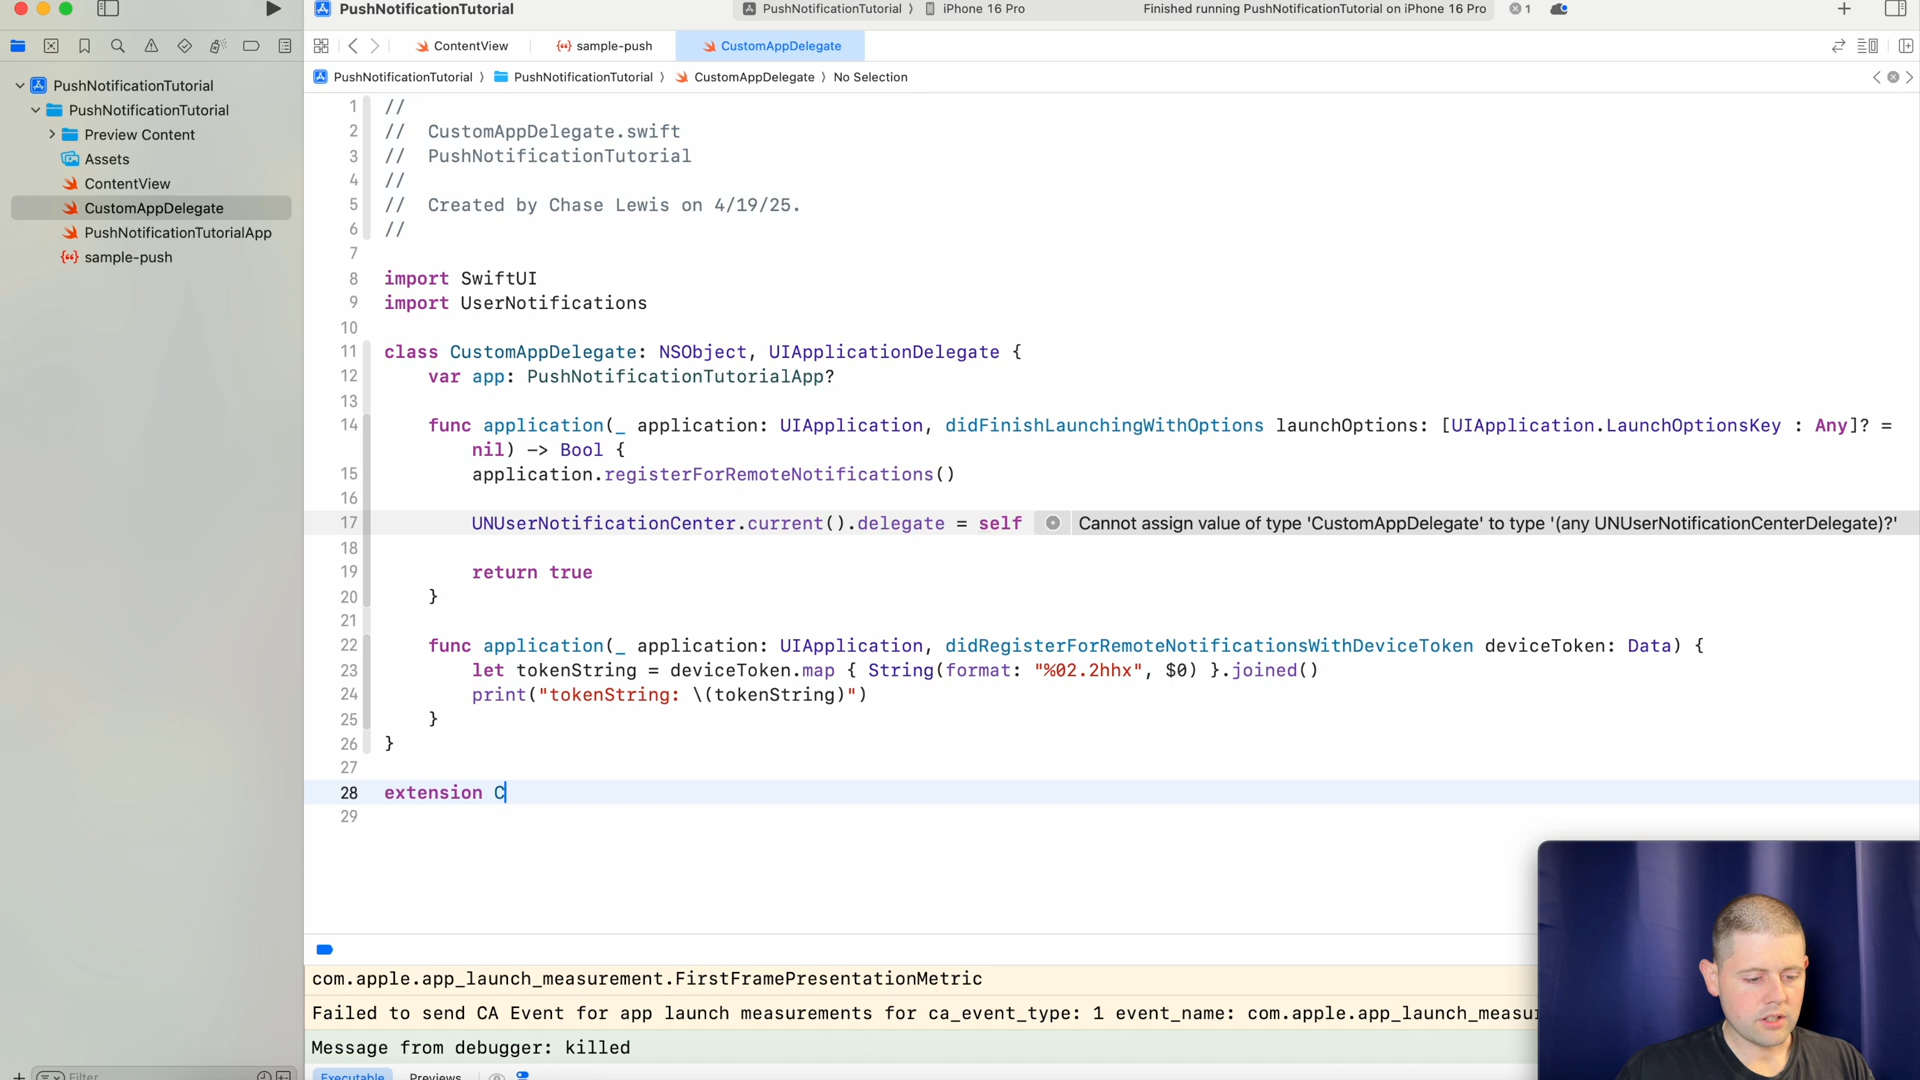 PushNotificationTutorial
PushNotificationTutorial 〉 iPhone 16 Pro
Finished running PushNotificationTutorial on iPhone 16 Pro
1
ContentView
sample-push
CustomAppDelegate
PushNotificationTutorial 〉 PushNotificationTutorial 〉 CustomAppDelegate 〉 No Selection
PushNotificationTutorial
PushNotificationTutorial
Preview Content
Assets
ContentView
CustomAppDelegate
PushNotificationTutorialApp
sample-push
1 //
2 // CustomAppDelegate.swift
3 // PushNotificationTutorial
4 //
5 // Created by Chase Lewis on 4/19/25.
6 //
7
8 import SwiftUI
9 import UserNotifications
10
11 class CustomAppDelegate: NSObject, UIApplicationDelegate {
12 var app: PushNotificationTutorialApp?
13
14 func application(_ application: UIApplication, didFinishLaunchingWithOptions launchOptions: [UIApplication.LaunchOptionsKey : Any]? =
nil) -> Bool {
15 application.registerForRemoteNotifications()
16
17 UNUserNotificationCenter.current().delegate = self Cannot assign value of type 'CustomAppDelegate' to type '(any UNUserNotificationCenterDelegate)?'
18
19 return true
20 }
21
22 func application(_ application: UIApplication, didRegisterForRemoteNotificationsWithDeviceToken deviceToken: Data) {
23 let tokenString = deviceToken.map { String(format: "%02.2hhx", $0) }.joined()
24 print("tokenString: \(tokenString)")
25 }
26 }
27
28 extension C
29
com.apple.app_launch_measurement.FirstFramePresentationMetric
Failed to send CA Event for app launch measurements for ca_event_type: 1 event_name: com.apple.app_launch_measu
Message from debugger: killed
Filter
Executable Previews